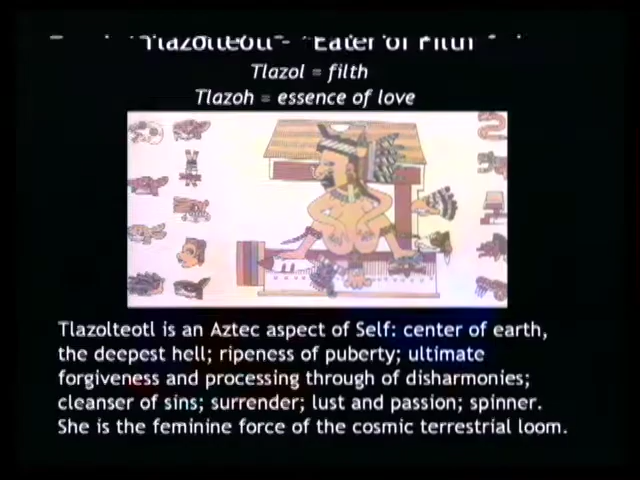 Tlazolteotl - "Eater of Filth"
Tlazol = filth
Tlazoh = essence of love
Tlazolteotl is an Aztec aspect of Self: center of earth,
the deepest hell; ripeness of puberty; ultimate
forgiveness and processing through of disharmonies;
cleanser of sins; surrender; lust and passion; spinner.
She is the feminine force of the cosmic terrestrial loom.